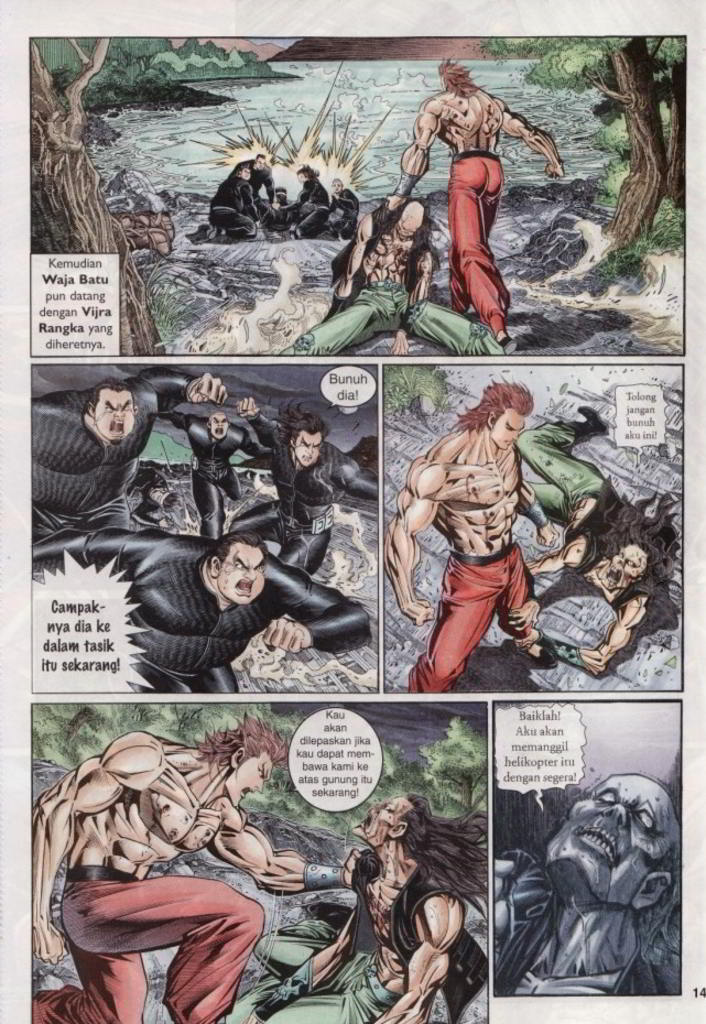 Kemudian
Waja Batu
pun datang
dengan Vijra
Rangka yang
diheretnya.
Bunuh
dia!
Campak-
nya dia ke
dalam tasik
itu sekarang!
Tolong
jangan
bunuh
aku ini!
Kau
akan
dilepaskan jika
kau dapat mem-
bawa kami ke
atas gunung itu
sekarang!
Baiklah!
Aku akan
memanggil
helikopter itu
dengan segera!
14